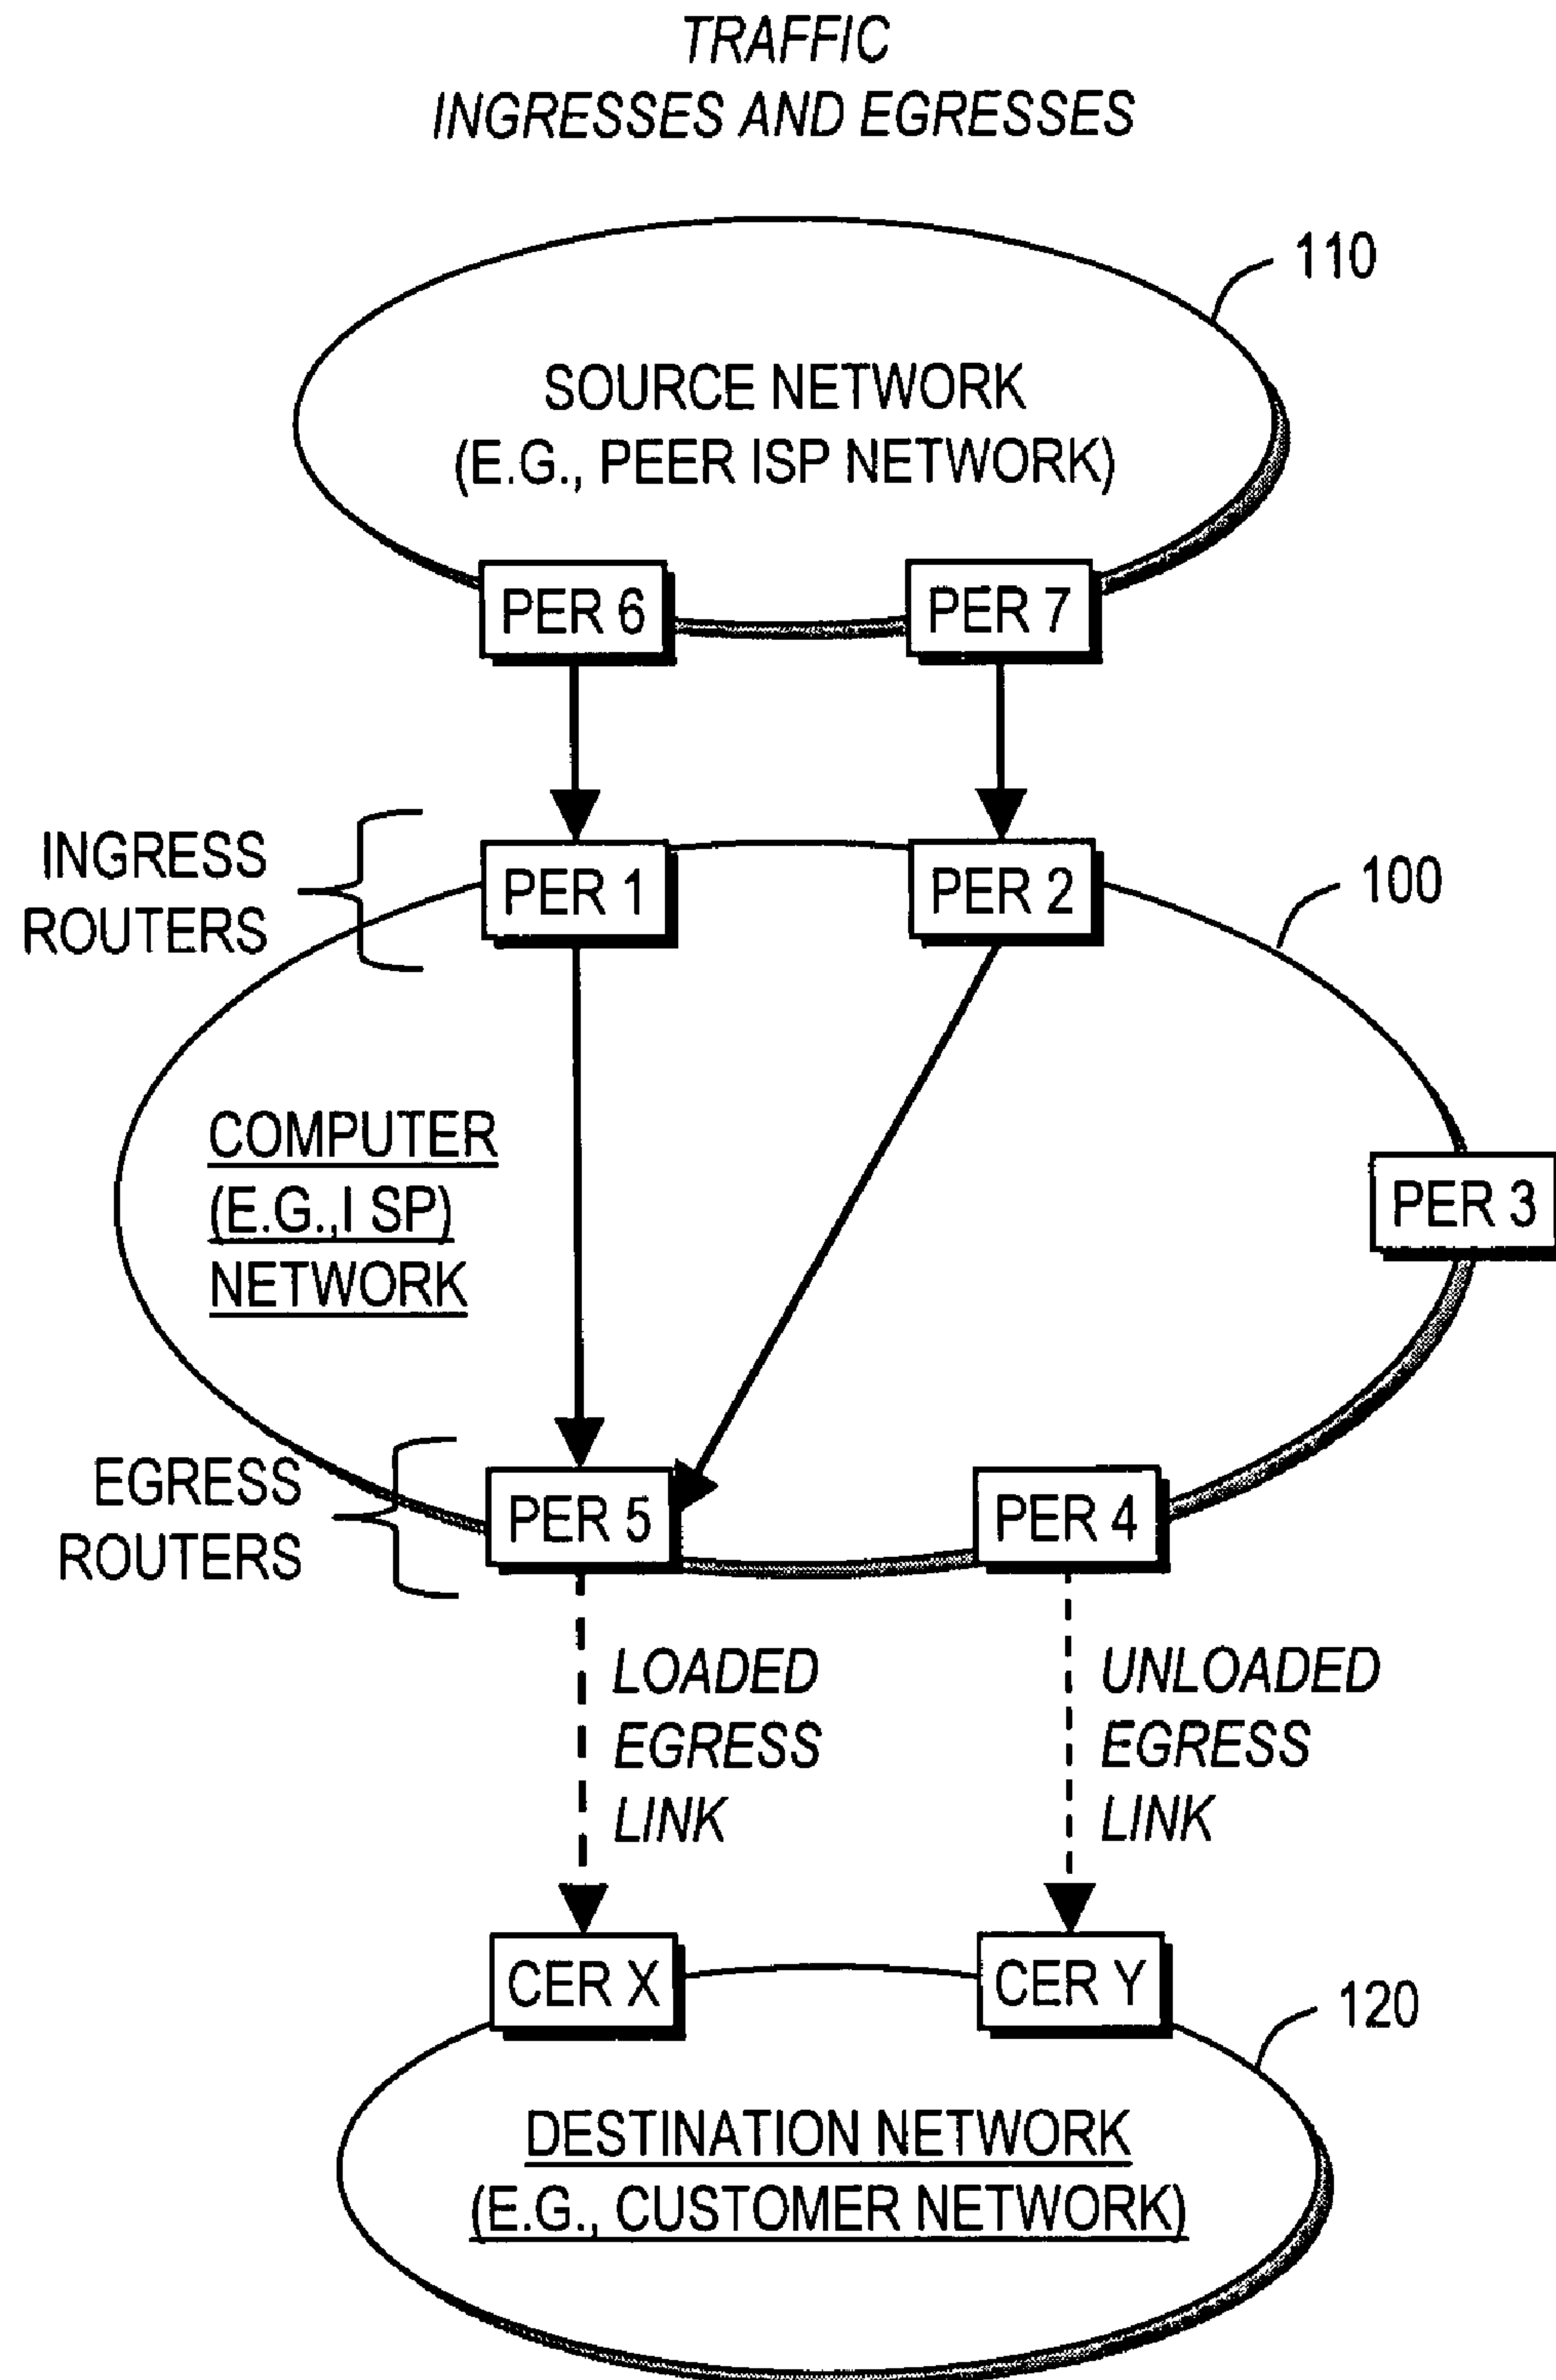 TRAFFIC
INGRESSES AND EGRESSES
110
SOURCE NETWORK
(E.G., PEER ISP NETWORK)
PER 6
PER 7
INGRESS
ROUTERS
PER 1
PER 2
100
COMPUTER
(E.G.,I SP)
NETWORK
PER 3
EGRESS
ROUTERS
PER 5
PER 4
LOADED
EGRESS
LINK
UNLOADED
EGRESS
LINK
CER X
CER Y
120
DESTINATION NETWORK
(E.G., CUSTOMER NETWORK)